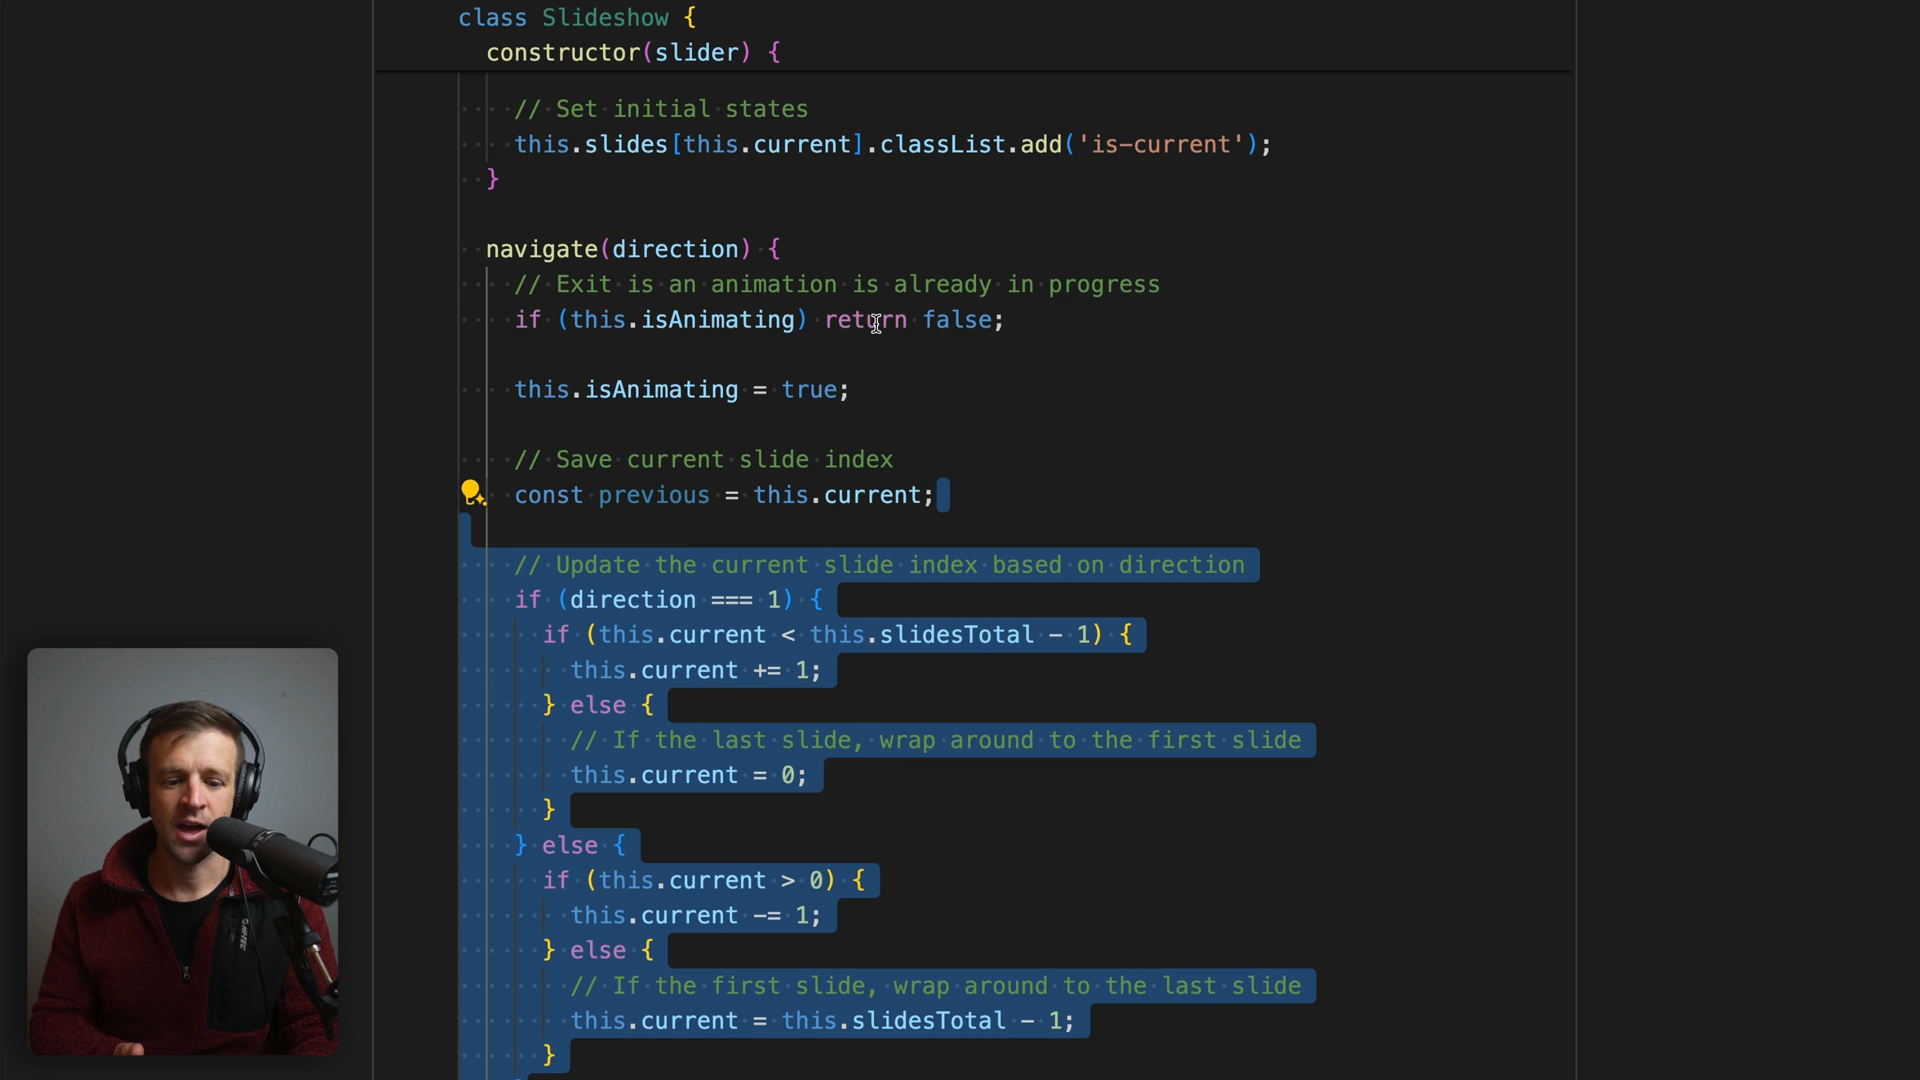 class Slideshow {
constructor(slider) {
// Set initial states
this.slides[this.current].classList.add('is-current');
}
navigate(direction) {
// Exit is an animation is already in progress
if (this.isAnimating) return false;
this.isAnimating = true;
// Save current slide index
const previous = this.current;
// Update the current slide index based on direction
if (direction === 1) {
if (this.current < this.slidesTotal - 1) {
this.current += 1;
} else {
// If the last slide, wrap around to the first slide
this.current = 0;
}
} else {
if (this.current > 0) {
this.current -= 1;
} else {
// If the first slide, wrap around to the last slide
this.current = this.slidesTotal - 1;
}